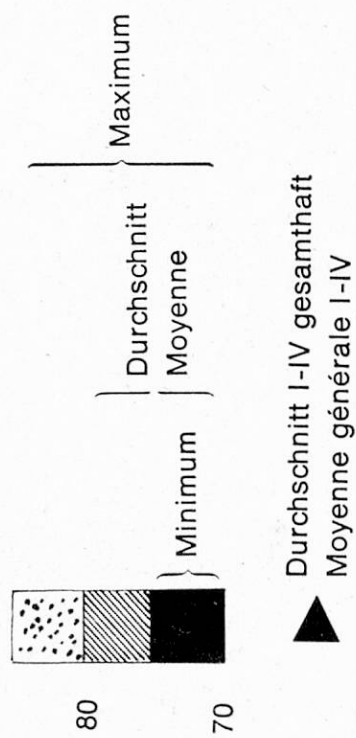 80
70
Minimum
Durchschnitt
Moyenne
Maximum
Durchschnitt I-IV gesamthaft
Moyenne générale I-IV